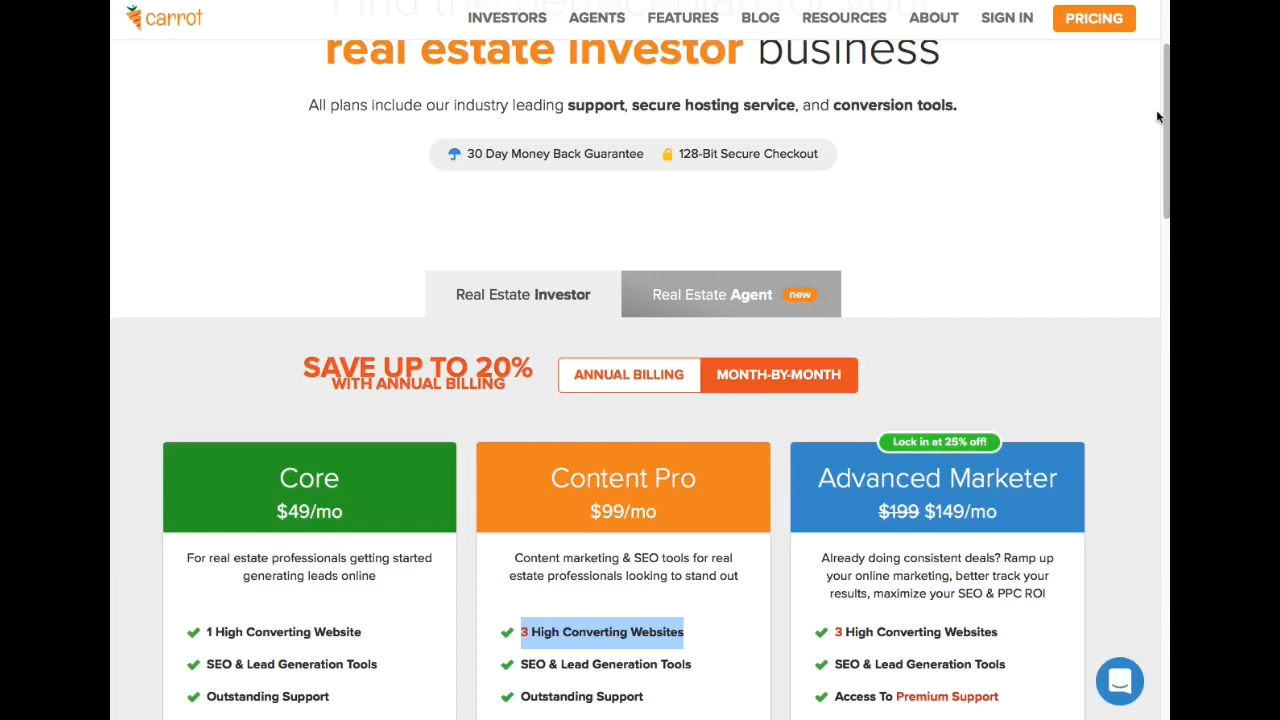 carrot
INVESTORS AGENTS FEATURES BLOG RESOURCES ABOUT SIGN IN PRICING
Find the perfect plan for your
real estate investor business
All plans include our industry leading support, secure hosting service, and conversion tools.
30 Day Money Back Guarantee 128-Bit Secure Checkout
Real Estate Investor Real Estate Agent new
SAVE UP TO 20%
WITH ANNUAL BILLING
ANNUAL BILLING MONTH-BY-MONTH
Core
$49/mo
For real estate professionals getting started
generating leads online
1 High Converting Website
SEO & Lead Generation Tools
Outstanding Support
Content Pro
$99/mo
Content marketing & SEO tools for real
estate professionals looking to stand out
3 High Converting Websites
SEO & Lead Generation Tools
Outstanding Support
Lock in at 25% off!
Advanced Marketer
$199 $149/mo
Already doing consistent deals? Ramp up
your online marketing, better track your
results, maximize your SEO & PPC ROI
3 High Converting Websites
SEO & Lead Generation Tools
Access To Premium Support